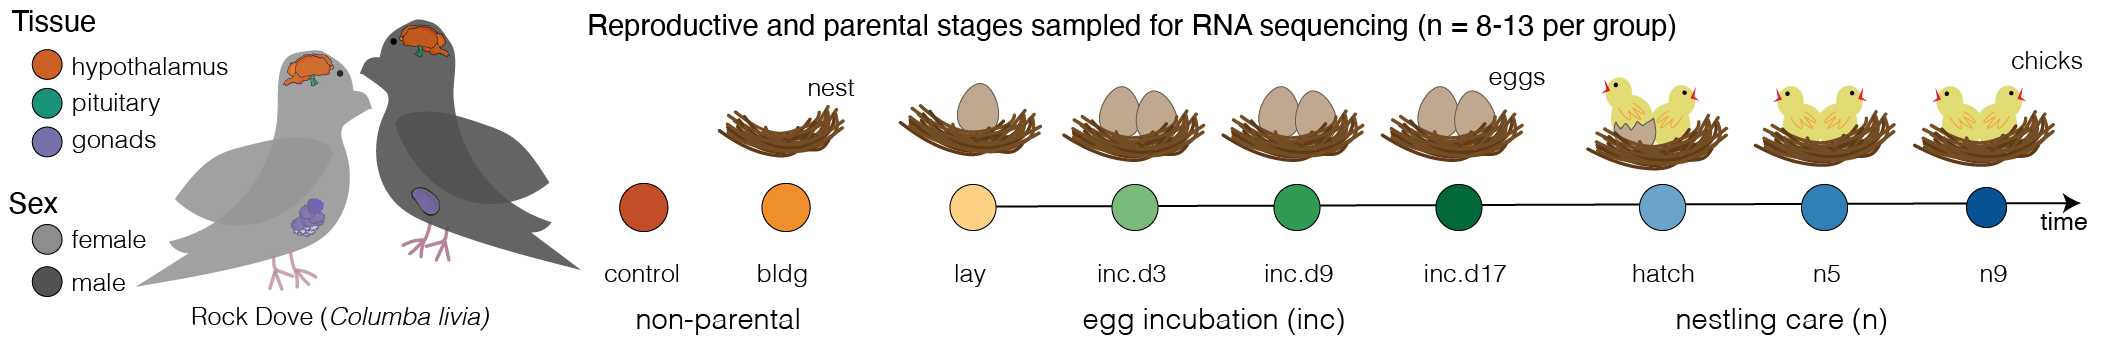 Tissue
hypothalamus
pituitary
gonads
Sex
female
male
Rock Dove (Columba livia)
Reproductive and parental stages sampled for RNA sequencing (n = 8-13 per group)
nest
eggs
chicks
time
control
bldg
lay
inc.d3
inc.d9
inc.d17
hatch
n5
n9
non-parental
egg incubation (inc)
nestling care (n)